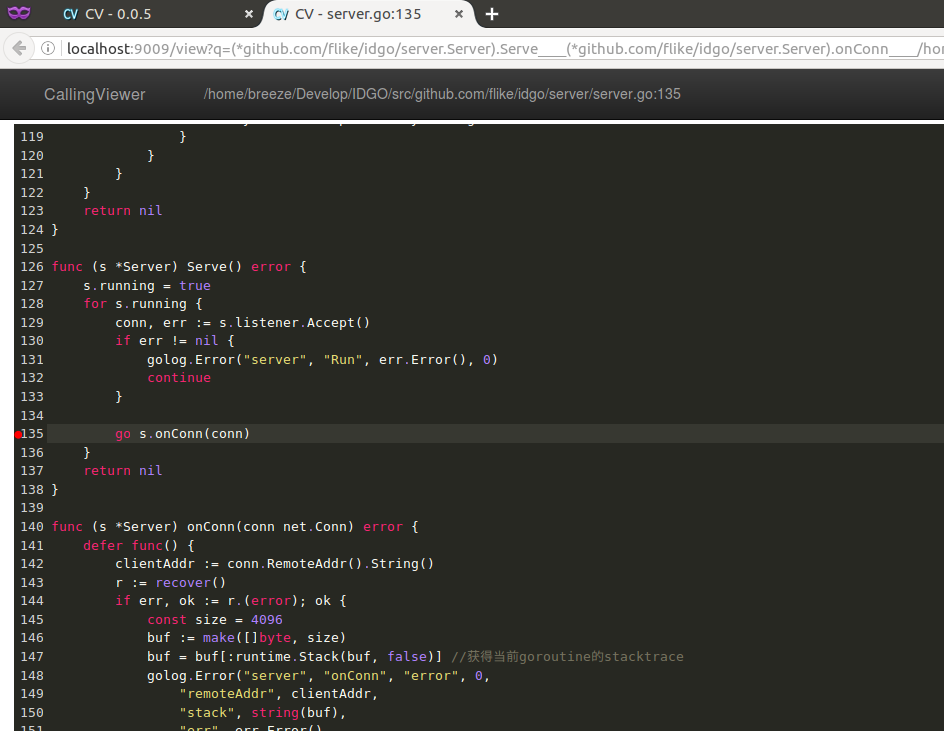 CV CV - 0.0.5 × CV CV - server.go:135 × +
localhost:9009/view?q=(*github.com/flike/idgo/server.Server).Serve____(*github.com/flike/idgo/server.Server).onConn____/hor
CallingViewer /home/breeze/Develop/IDGO/src/github.com/flike/idgo/server/server.go:135
119 }
120 }
121 }
122 }
123 return nil
124 }
125
126 func (s *Server) Serve() error {
127 s.running = true
128 for s.running {
129 conn, err := s.listener.Accept()
130 if err != nil {
131 golog.Error("server", "Run", err.Error(), 0)
132 continue
133 }
134
135 go s.onConn(conn)
136 }
137 return nil
138 }
139
140 func (s *Server) onConn(conn net.Conn) error {
141 defer func() {
142 clientAddr := conn.RemoteAddr().String()
143 r := recover()
144 if err, ok := r.(error); ok {
145 const size = 4096
146 buf := make([]byte, size)
147 buf = buf[:runtime.Stack(buf, false)] //获得当前goroutine的stacktrace
148 golog.Error("server", "onConn", "error", 0,
149 "remoteAddr", clientAddr,
150 "stack", string(buf),
151 "err", err.Error()